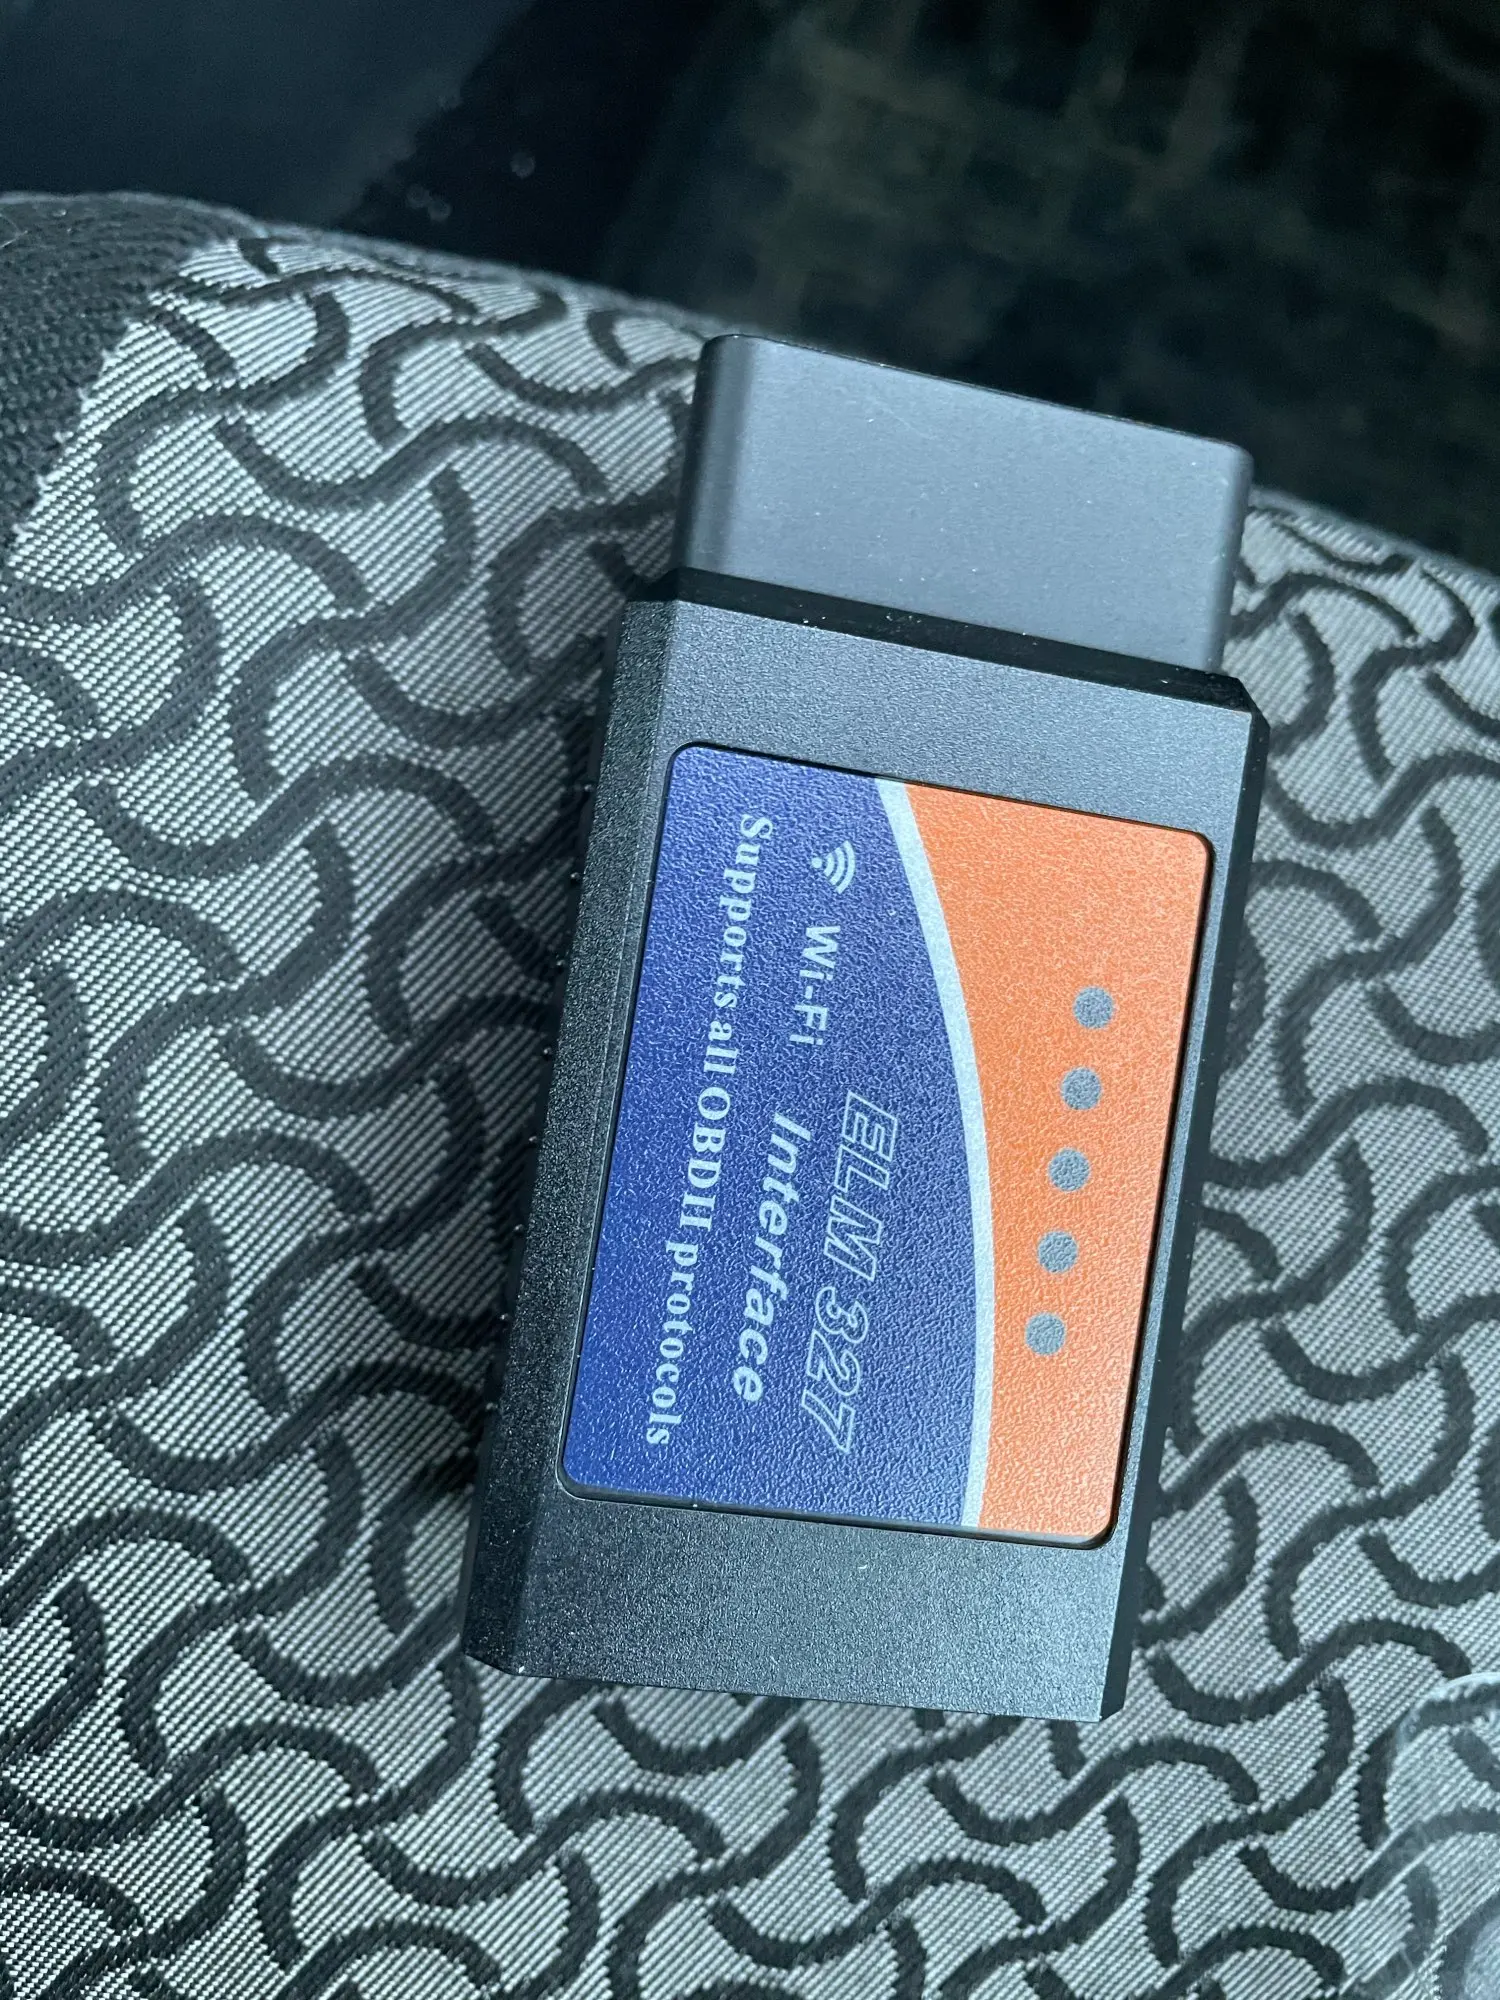 ELM 327
Wi-Fi Interface
Supports all OBDII protocols